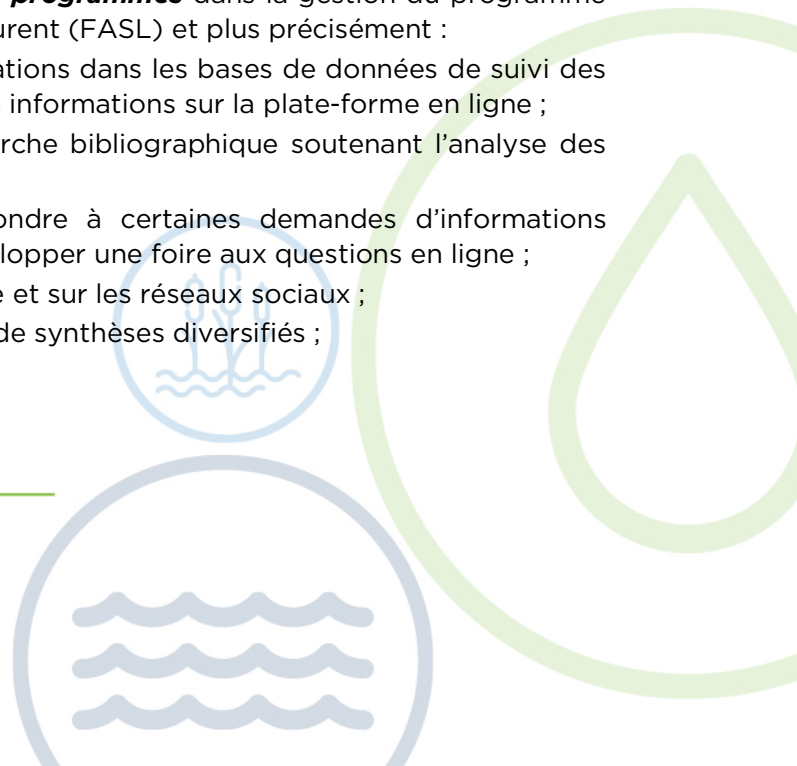 programmes dans la gestion du programme
urent (FASL) et plus précisément :
ations dans les bases de données de suivi des
informations sur la plate-forme en ligne ;
rche bibliographique soutenant l'analyse des
ondre à certaines demandes d'informations
lopper une foire aux questions en ligne ;
e et sur les réseaux sociaux ;
de synthèses diversifiés ;